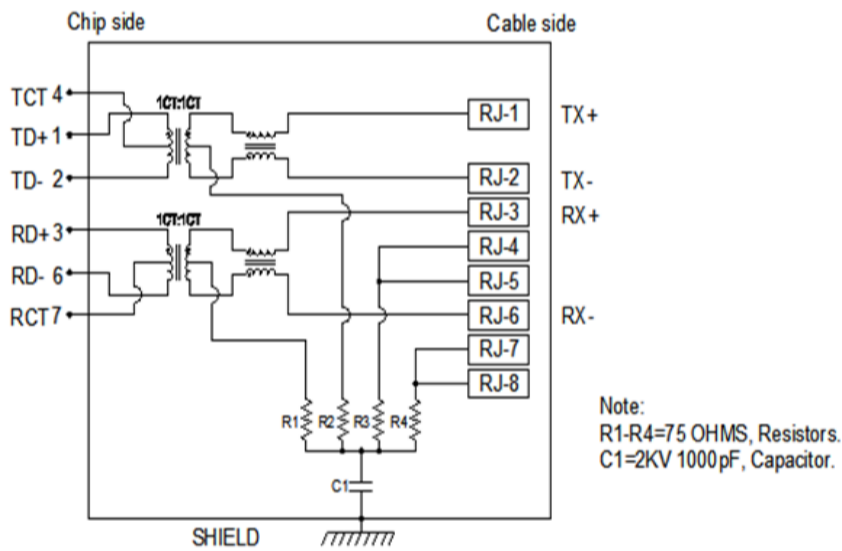 Chip side
Cable side
TCT 4
1CT:1CT
RJ-1 TX+
TD+ 1
TD- 2
RJ-2 TX-
RJ-3 RX+
1CT:1CT
RD+ 3
RJ-4
RD- 6
RJ-5
RCT 7
RJ-6 RX-
RJ-7
RJ-8
Note:
R1 R2 R3 R4
R1-R4=75 OHMS, Resistors.
C1=2KV 1000pF, Capacitor.
C1
SHIELD